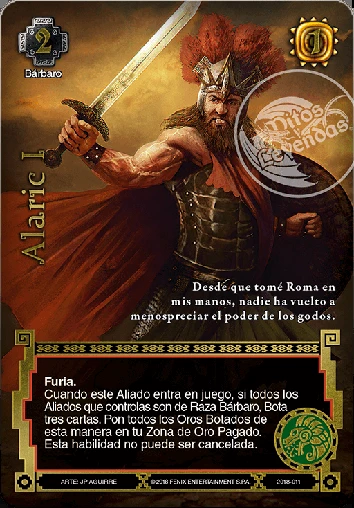 2
1
Bárbaro
Mitos
y
Leyendas
Alaric I
Desde que tomé Roma en
mis manos, nadie ha vuelto a
menospreciar el poder de los godos.
Furia.
Cuando este Aliado entra en juego, si todos los
Aliados que controlas son de Raza Bárbaro, Bota
tres cartas. Pon todos los Oros Botados de
esta manera en tu Zona de Oro Pagado.
Esta habilidad no puede ser cancelada.
ARTE: JP AGUIRRE ©2018 FENIX ENTERTAINMENT S.P.A. 2018-011